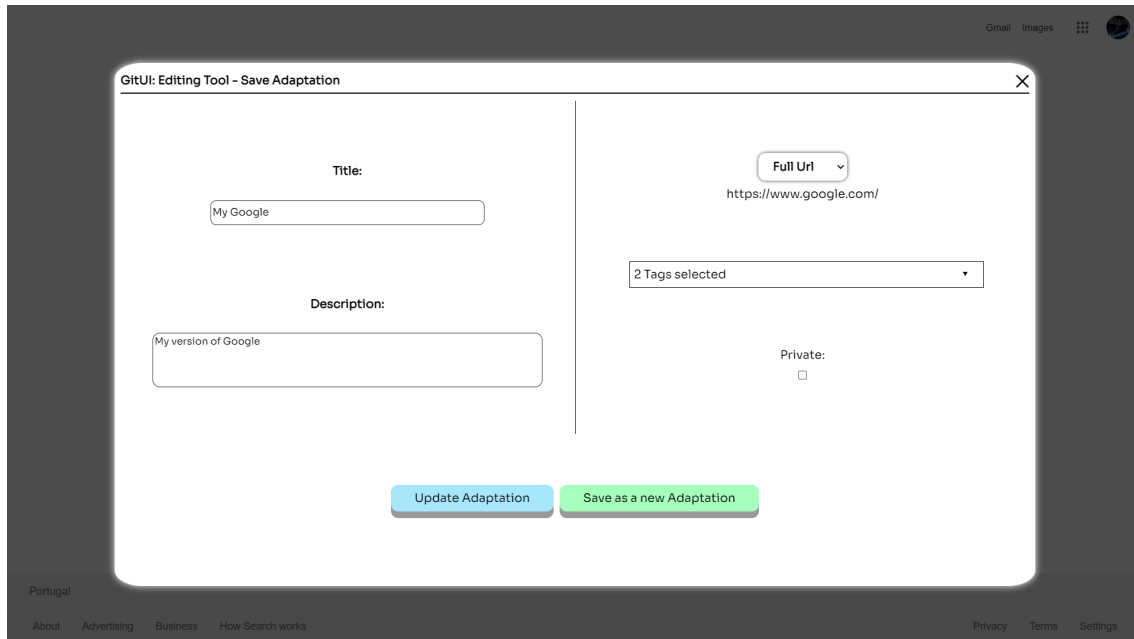 Gmail Images
GitUI: Editing Tool - Save Adaptation
Title:
My Google
Description:
My version of Google
Full Url
https://www.google.com/
2 Tags selected
Private:
Update Adaptation
Save as a new Adaptation
Portugal
About Advertising Business How Search works
Privacy Terms Settings